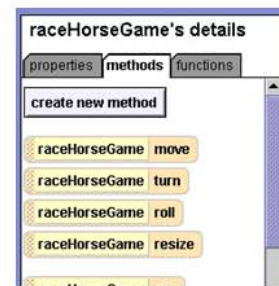 raceHorseGame's details
properties methods functions
create new method
raceHorseGame move
raceHorseGame turn
raceHorseGame roll
raceHorseGame resize